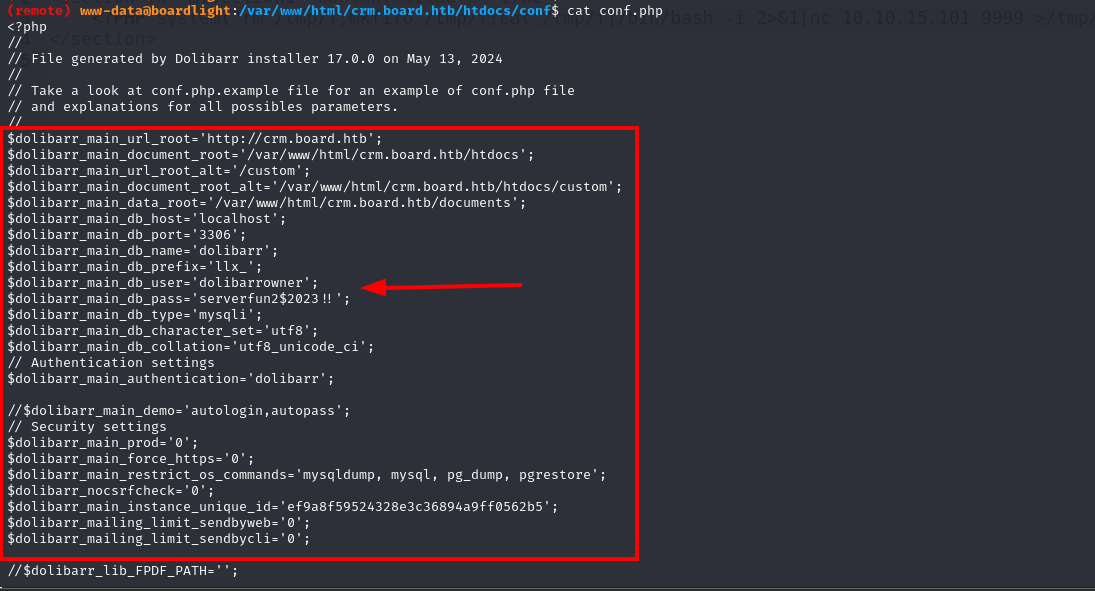 (remote) www-data@boardlight:/var/www/html/crm.board.htb/htdocs/conf$ cat conf.php
<?php
//
// File generated by Dolibarr installer 17.0.0 on May 13, 2024
//
// Take a look at conf.php.example file for an example of conf.php file
// and explanations for all possibles parameters.
//
$dolibarr_main_url_root='http://crm.board.htb';
$dolibarr_main_document_root='/var/www/html/crm.board.htb/htdocs';
$dolibarr_main_url_root_alt='/custom';
$dolibarr_main_document_root_alt='/var/www/html/crm.board.htb/htdocs/custom';
$dolibarr_main_data_root='/var/www/html/crm.board.htb/documents';
$dolibarr_main_db_host='localhost';
$dolibarr_main_db_port='3306';
$dolibarr_main_db_name='dolibarr';
$dolibarr_main_db_prefix='llx_';
$dolibarr_main_db_user='dolibarrowner';
$dolibarr_main_db_pass='serverfun2$2023!!';
$dolibarr_main_db_type='mysqli';
$dolibarr_main_db_character_set='utf8';
$dolibarr_main_db_collation='utf8_unicode_ci';
// Authentication settings
$dolibarr_main_authentication='dolibarr';
//$dolibarr_main_demo='autologin,autopass';
// Security settings
$dolibarr_main_prod='0';
$dolibarr_main_force_https='0';
$dolibarr_main_restrict_os_commands='mysqldump, mysql, pg_dump, pgrestore';
$dolibarr_nocsrfcheck='0';
$dolibarr_main_instance_unique_id='ef9a8f59524328e3c36894a9ff0562b5';
$dolibarr_mailing_limit_sendbyweb='0';
$dolibarr_mailing_limit_sendbycli='0';
//$dolibarr_lib_FPDF_PATH='';